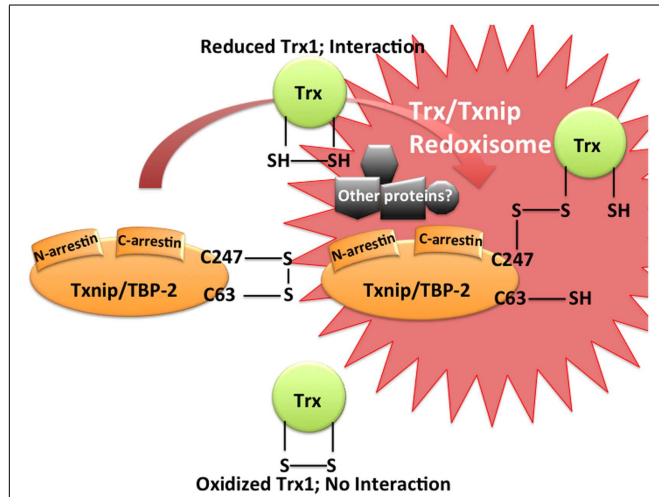 Reduced Trx1; Interaction
Trx
SH SH
Trx/Txnip
Redoxisome
Trx
SH
S S
Other proteins?
N-arrestin C-arrestin
C247 S
Txnip/TBP-2
C63 S
N-arrestin C-arrestin
C247
Txnip/TBP-2
C63 SH
Trx
S S
Oxidized Trx1; No Interaction